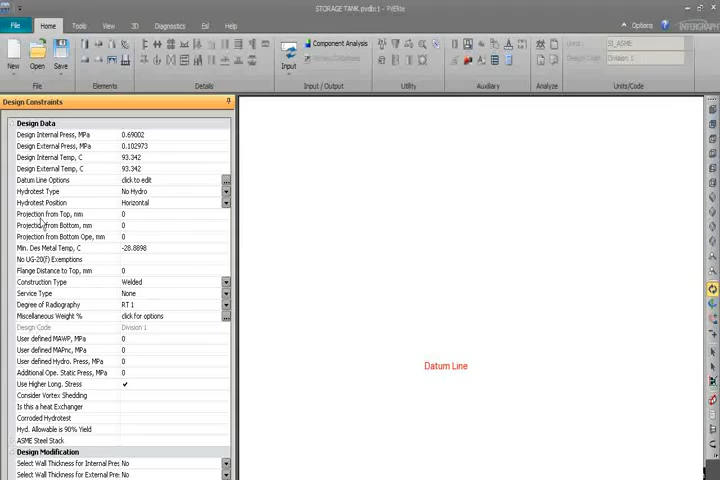 STORAGE TANK.pvdb:1 - PVElite
File Home Tools View 3D Diagnostics Esl Help
Options
INTERGRAPH
New Open Save
Input
Component Analysis
Units: SI_ASME
Division 1
File Elements Details Input / Output Utility Auxiliary Analyze Units/Code
Design Constraints
Design Data
Design Internal Press, MPa 0.69002
Design External Press, MPa 0.102973
Design Internal Temp, C 93.342
Design External Temp, C 93.342
Datum Line Options click to edit
Hydrotest Type No Hydro
Hydrotest Position Horizontal
Projection from Top, mm 0
Projection from Bottom, mm 0
Projection from Bottom Ope, mm 0
Min. Des Metal Temp, C -28.8898
No UG-20(f) Exemptions
Flange Distance to Top, mm 0
Construction Type Welded
Service Type None
Degree of Radiography RT 1
Miscellaneous Weight % click for options
Design Code Division 1
User defined MAWP, MPa 0
User defined MAPnc, MPa 0
User defined Hydro. Press, MPa 0
Additional Ope. Static Press, MPa 0
Use Higher Long. Stress
Consider Vortex Shedding
Is this a heat Exchanger
Corroded Hydrotest
Hyd. Allowable is 90% Yield
ASME Steel Stack
Design Modification
Select Wall Thickness for Internal Pres No
Select Wall Thickness for External Pres No
Datum Line